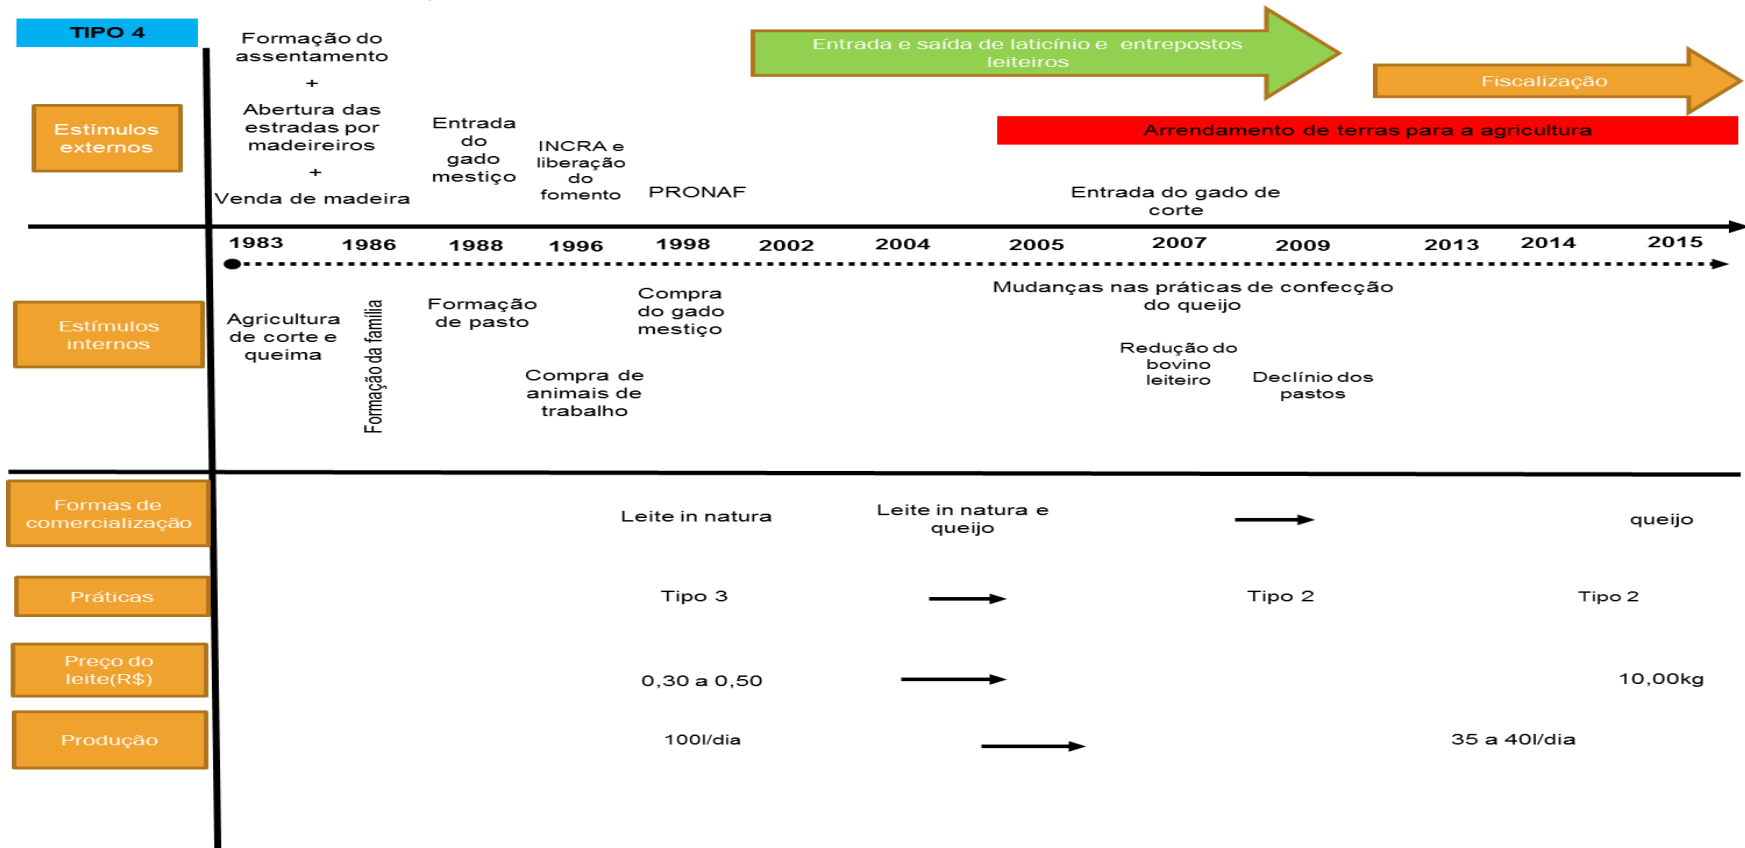 TIPO 4
Formação do
assentamento
+
Abertura das
estradas por
madeireiros
+
Venda de madeira
Entrada e saída de laticínio e entrepostos
leiteiros
Fiscalização
Estímulos
externos
Entrada
do
gado
mestiço
INCRA e
liberação
do
fomento
PRONAF
Arrendamento de terras para a agricultura
Entrada do gado de
corte
1983 1986 1988 1996 1998 2002 2004 2005 2007 2009 2013 2014 2015
Estímulos
internos
Agricultura
de corte e
queima
Formação da família
Formação
de pasto
Compra de
animais de
trabalho
Compra
do gado
mestiço
Mudanças nas práticas de confecção
do queijo
Redução do
bovino
leiteiro
Declínio dos
pastos
Formas de
comercialização
Leite in natura
Leite in natura e
queijo
queijo
Práticas
Tipo 3
Tipo 2
Tipo 2
Preço do
leite(R$)
0,30 a 0,50
10,00kg
Produção
100l/dia
35 a 40l/dia